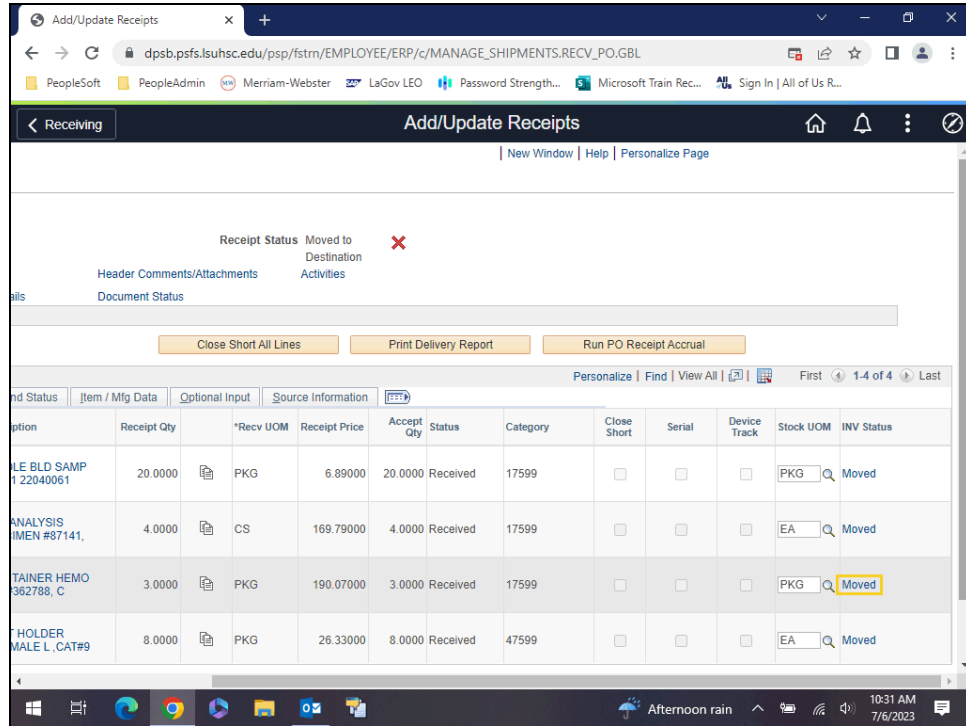 Add/Update Receipts
dpsb.psfs.lsuhsc.edu/psp/fstrn/EMPLOYEE/ERP/c/MANAGE_SHIPMENTS.RECV_PO.GBL
PeopleSoft PeopleAdmin MW Merriam-Webster SAP LaGov LEO Password Strength... S Microsoft Train Rec... All of Us Sign In | All of Us R...
Receiving Add/Update Receipts
New Window | Help | Personalize Page
Receipt Status Moved to
Destination
Header Comments/Attachments Activities
ails Document Status
Close Short All Lines Print Delivery Report Run PO Receipt Accrual
Personalize | Find | View All | First 1-4 of 4 Last
nd Status Item / Mfg Data Optional Input Source Information
iption Receipt Qty *Recv UOM Receipt Price Accept Qty Status Category Close Short Serial Device Track Stock UOM INV Status
LE BLD SAMP
1 22040061 20.0000 PKG 6.89000 20.0000 Received 17599 PKG Moved
ANALYSIS
IMEN #87141, 4.0000 CS 169.79000 4.0000 Received 17599 EA Moved
TAINER HEMO
#362788, C 3.0000 PKG 190.07000 3.0000 Received 17599 PKG Moved
T HOLDER
MALE L ,CAT#9 8.0000 PKG 26.33000 8.0000 Received 47599 EA Moved
Afternoon rain 10:31 AM
7/6/2023